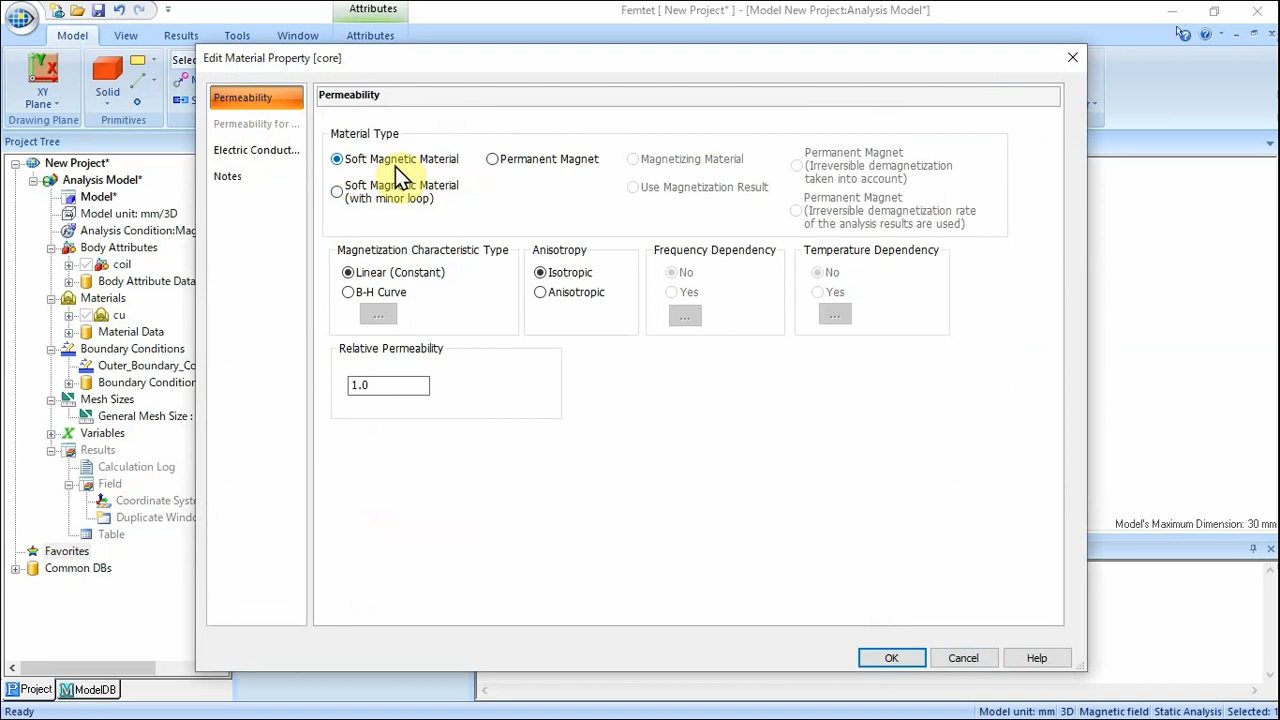 Attributes
Femtet [ New Project* ] - [Model New Project:Analysis Model*]
Model
View
Results
Tools
Window
Attributes
XY
Plane
Solid
Drawing Plane
Primitives
Project Tree
New Project*
Analysis Model*
Model*
Model unit: mm/3D
Analysis Condition:Mag
Body Attributes
coil
Body Attribute Data
Materials
cu
Material Data
Boundary Conditions
Outer_Boundary_Co
Boundary Condition
Mesh Sizes
General Mesh Size :
Variables
Results
Calculation Log
Field
Coordinate Syste
Duplicate Windo
Table
Favorites
Common DBs
Project
ModelDB
Edit Material Property [core]
Permeability
Permeability for ...
Electric Conduct...
Notes
Permeability
Material Type
Soft Magnetic Material
Permanent Magnet
Magnetizing Material
Permanent Magnet
(Irreversible demagnetization
taken into account)
Soft Magnetic Material
(with minor loop)
Use Magnetization Result
Permanent Magnet
(Irreversible demagnetization rate
of the analysis results are used)
Magnetization Characteristic Type
Linear (Constant)
B-H Curve
...
Anisotropy
Isotropic
Anisotropic
Frequency Dependency
No
Yes
...
Temperature Dependency
No
Yes
...
Relative Permeability
1.0
OK
Cancel
Help
Model's Maximum Dimension: 30 mm
Ready
Model unit: mm
3D
Magnetic field
Static Analysis
Selected: 1